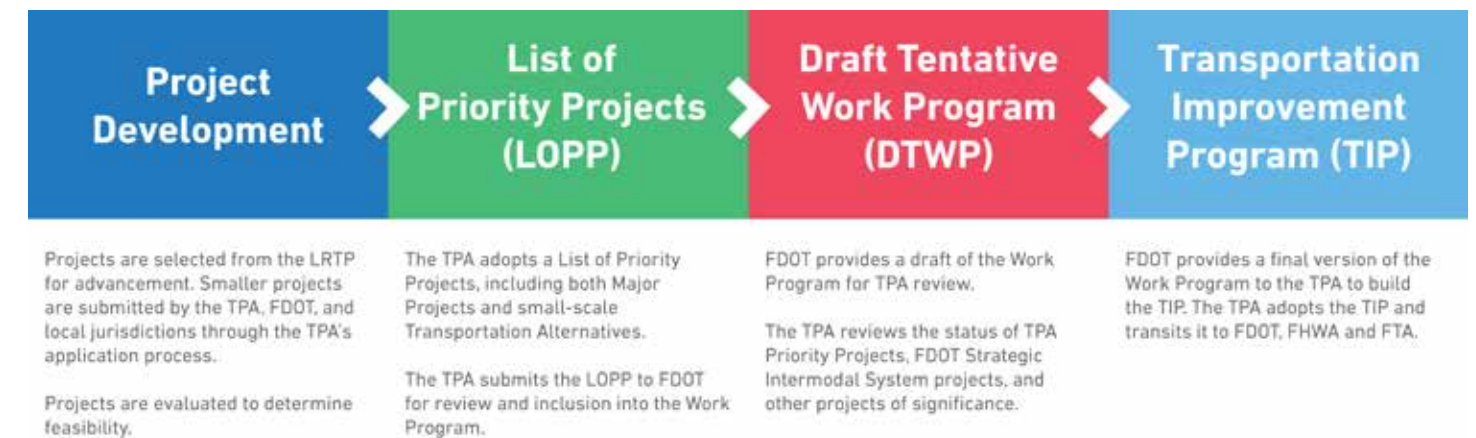 Project
Development
List of
Priority Projects
(LOPP)
Draft Tentative
Work Program
(DTWP)
Transportation
Improvement
Program (TIP)
Projects are selected from the LRTP
for advancement. Smaller projects
are submitted by the TPA, FDOT, and
local jurisdictions through the TPA's
application process.
Projects are evaluated to determine
feasibility.
The TPA adopts a List of Priority
Projects, including both Major
Projects and small-scale
Transportation Alternatives.
The TPA submits the LOPP to FDOT
for review and inclusion into the Work
Program.
FDOT provides a draft of the Work
Program for TPA review.
The TPA reviews the status of TPA
Priority Projects, FDOT Strategic
Intermodal System projects, and
other projects of significance.
FDOT provides a final version of the
Work Program to the TPA to build
the TIP. The TPA adopts the TIP and
transits it to FDOT, FHWA and FTA.